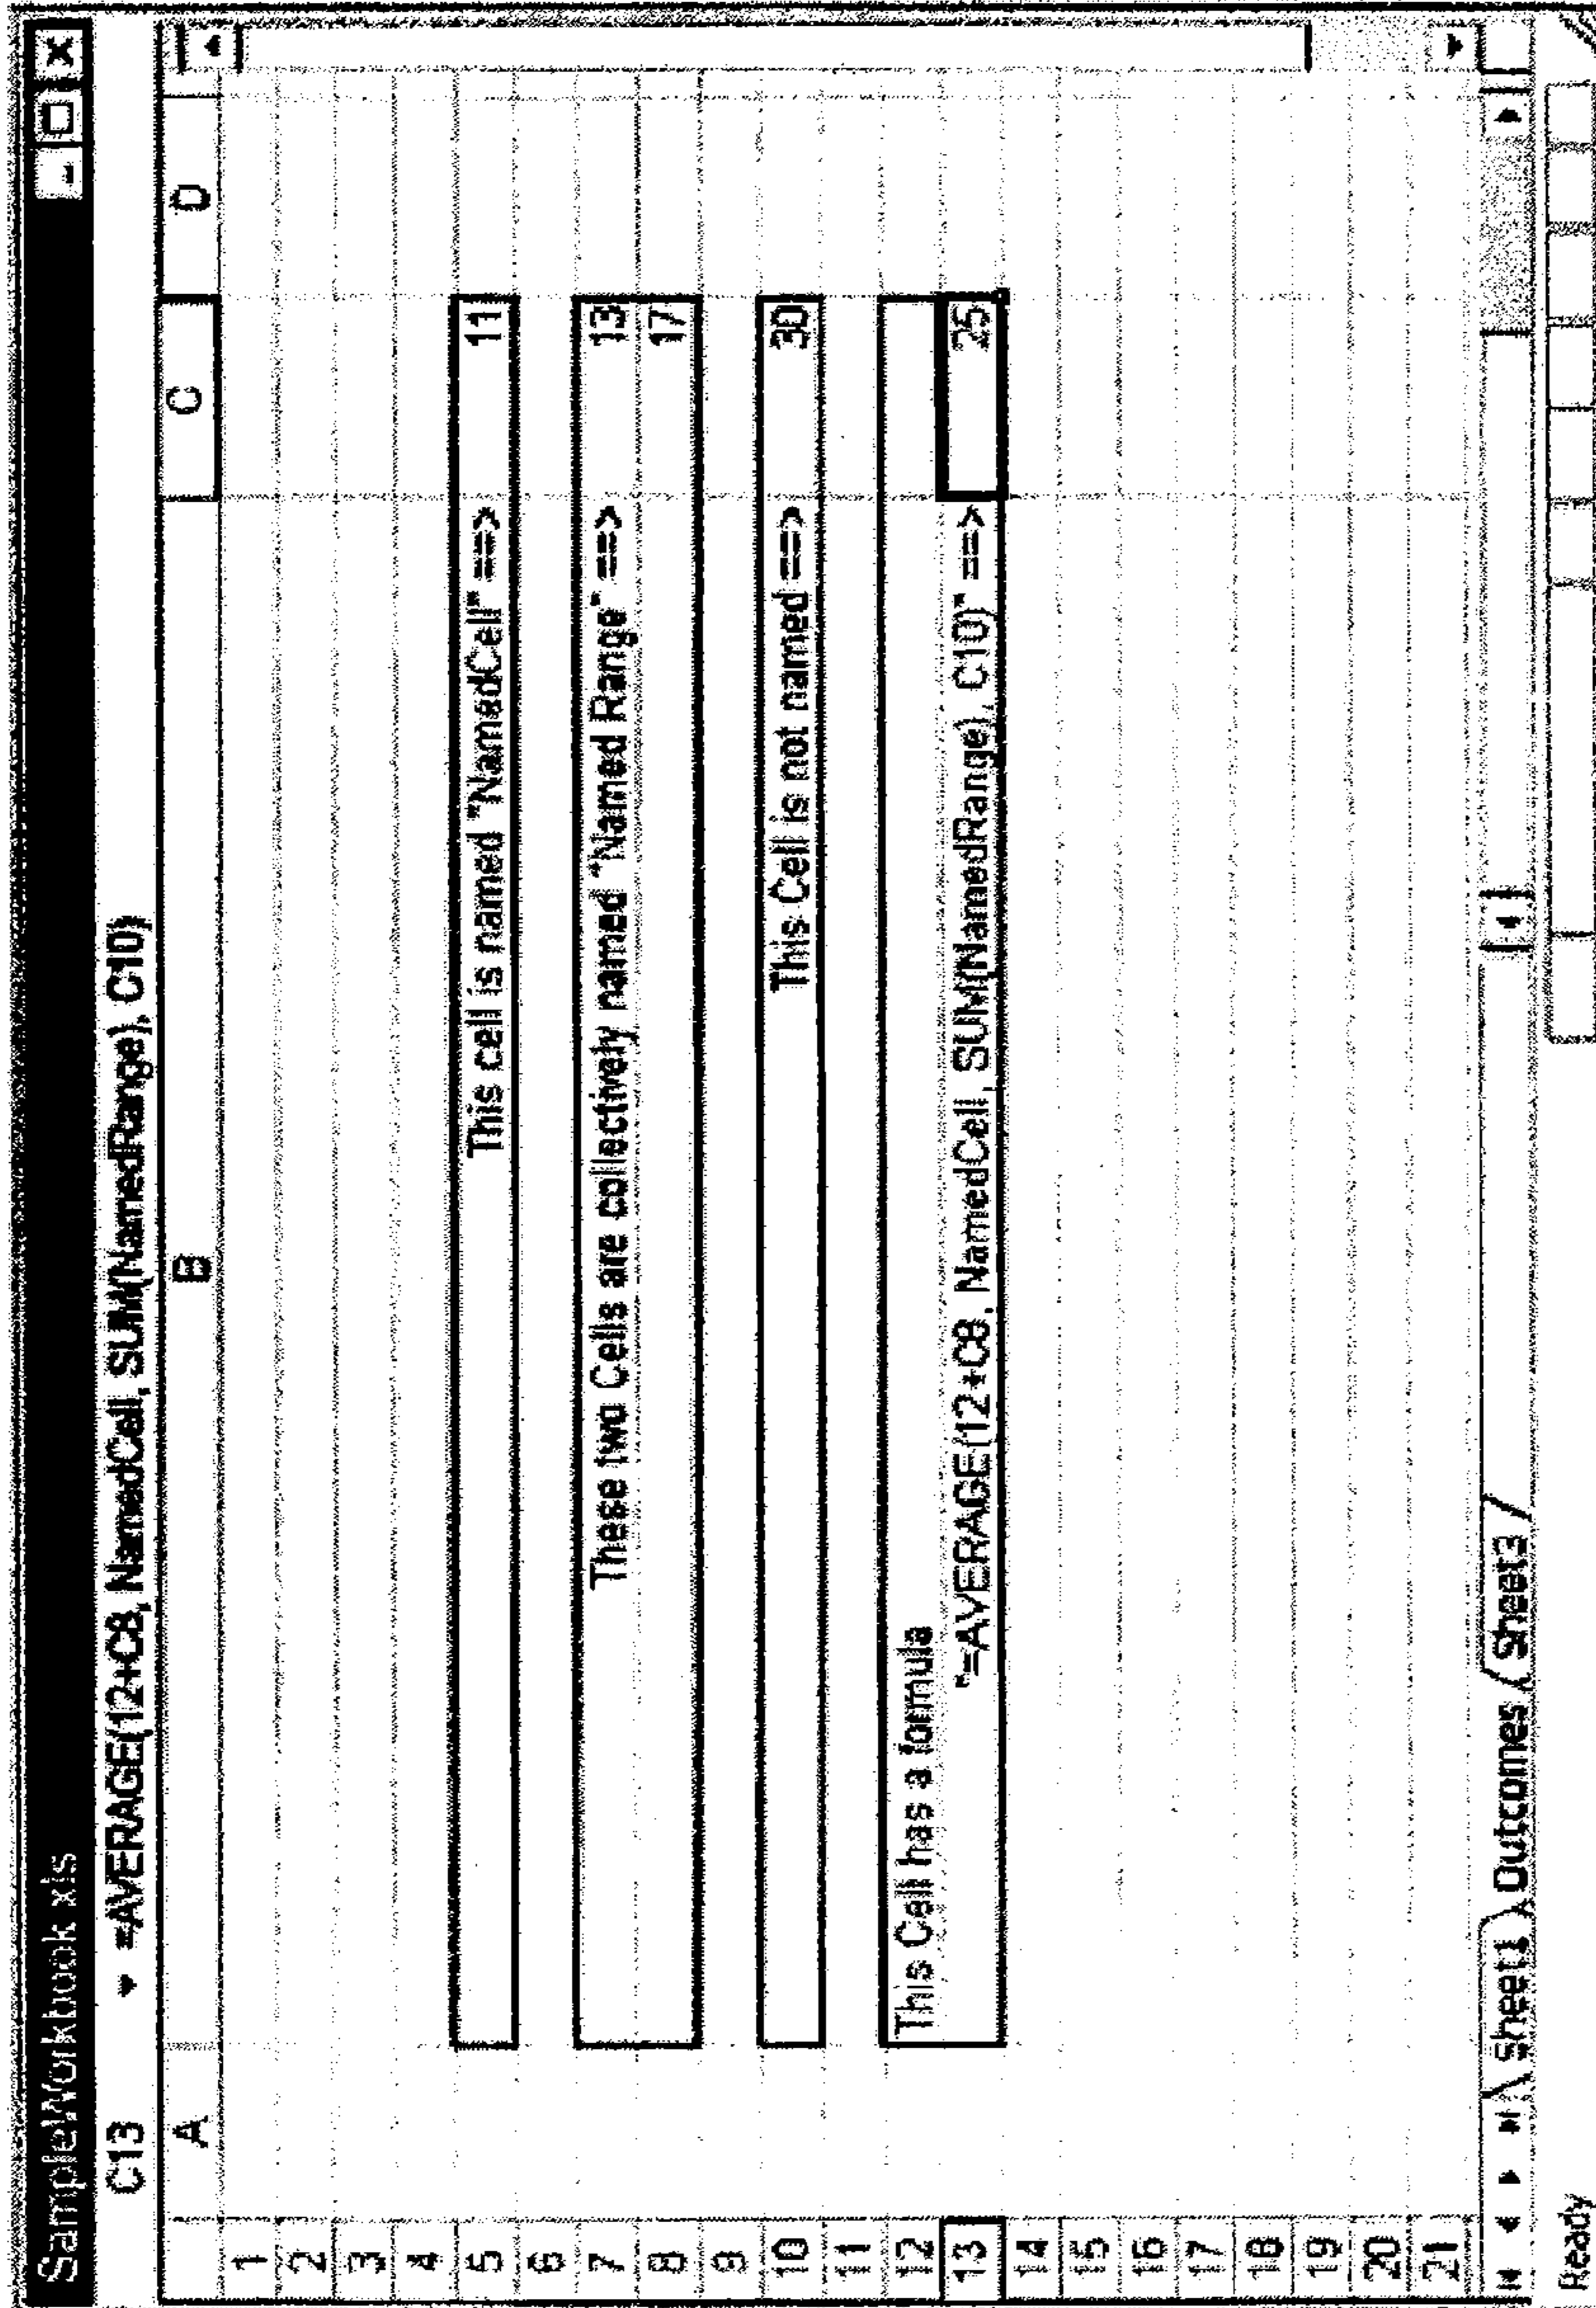 SampleWorkbook.xls
C13 =AVERAGE(12+C8, NamedCell, SUM(NamedRange), C10)
A B C D
1
2
3
4
5 This cell is named "NamedCell" ==> 11
6
7 These two Cells are collectively named "Named Range" ==> 13
8 17
9
10 This Cell is not named ==> 30
11
12 This Cell has a formula
13 "=AVERAGE(12+C8, NamedCell, SUM(NamedRange), C10)" ==> 25
14
15
16
17
18
19
20
21
Sheet1 Outcomes Sheet3
Ready